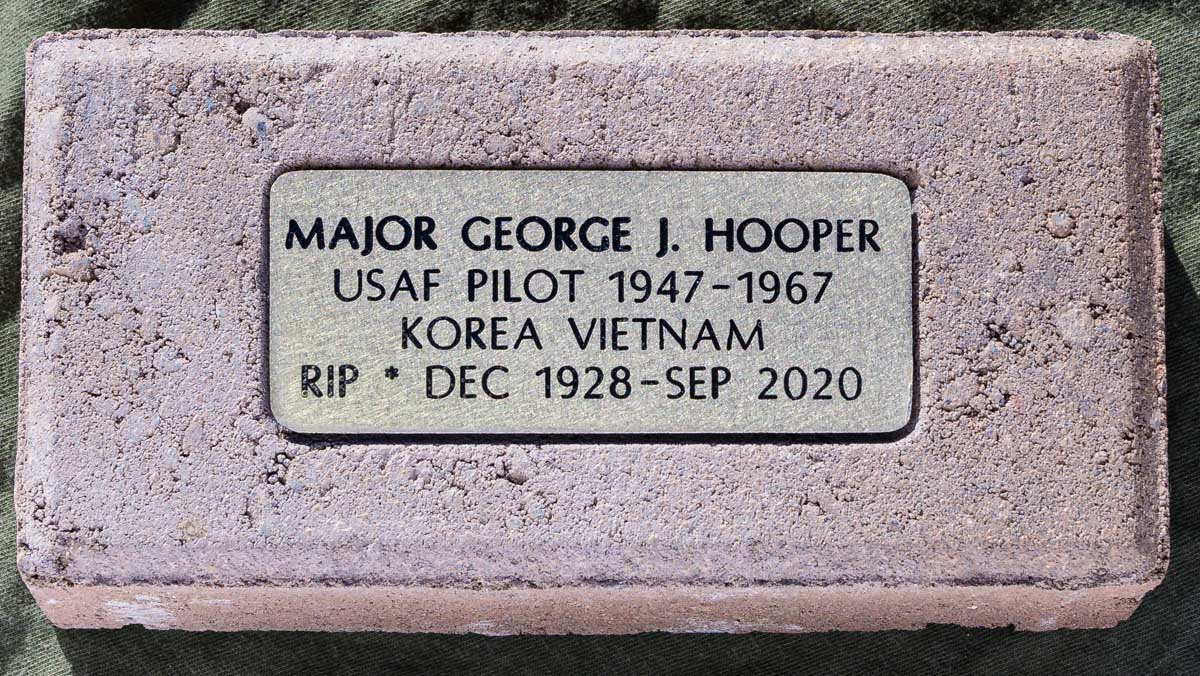 MAJOR GEORGE J. HOOPER
USAF PILOT 1947-1967
KOREA VIETNAM
RIP * DEC 1928-SEP 2020